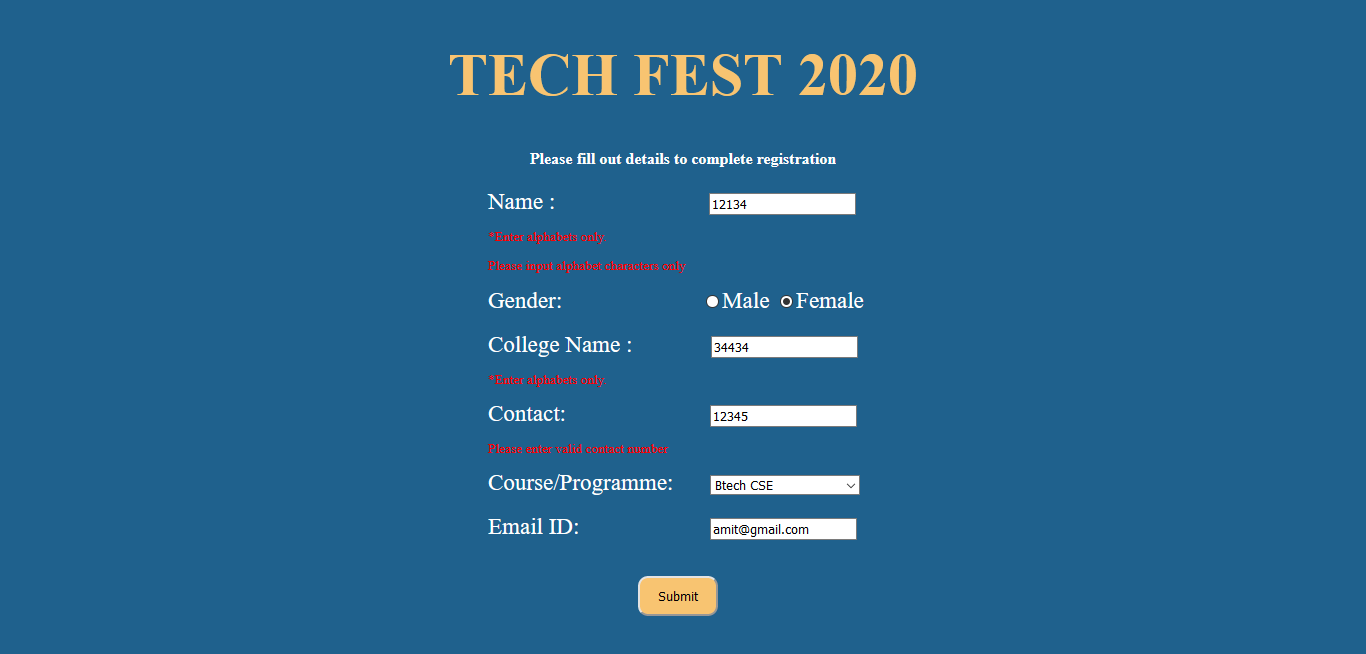 TECH FEST 2020
Please fill out details to complete registration
Name : 12134
*Enter alphabets only.
Please input alphabet characters only
Gender: Male Female
College Name : 34434
*Enter alphabets only
Contact: 12345
Please enter valid contact number
Course/Programme: Btech CSE
Email ID: amit@gmail.com
Submit